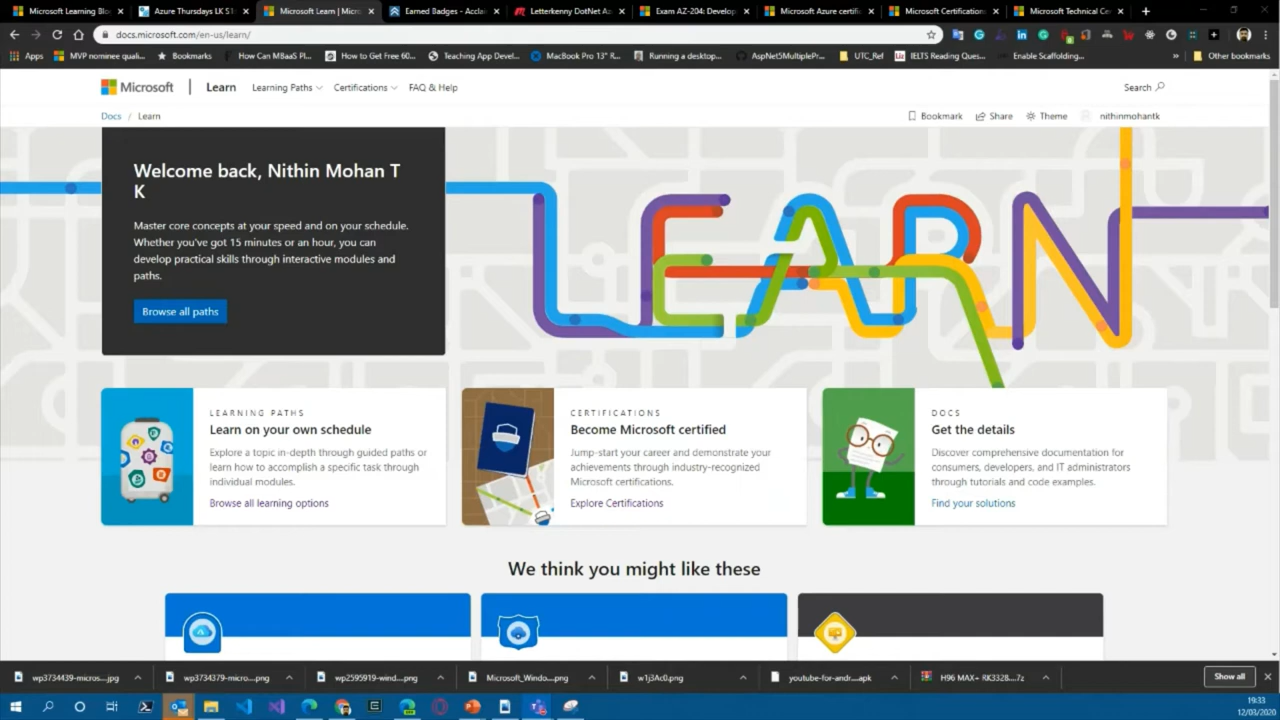 Microsoft Learning Blo
Azure Thursdays LK S1
Microsoft Learn | Micro
Earned Badges - Acclai
Letterkenny DotNet Az
Exam AZ-204: Develop
Microsoft Azure certific
Microsoft Certification
Microsoft Technical Cer
docs.microsoft.com/en-us/learn/
Apps
MVP nominee quali...
Bookmarks
How Can MBaaS Pl...
How to Get Free 60...
Teaching App Devel...
MacBook Pro 13" R...
Running a desktop...
AspNet5MultiplePr...
UTC_Ref
IELTS Reading Ques...
Enable Scaffolding...
»
Other bookmarks
Microsoft | Learn
Learning Paths
Certifications
FAQ & Help
Search
Docs / Learn
Bookmark
Share
Theme
nithinmohantk
Welcome back, Nithin Mohan T
K
Master core concepts at your speed and on your schedule.
Whether you've got 15 minutes or an hour, you can
develop practical skills through interactive modules and
paths.
Browse all paths
LEARN
LEARNING PATHS
Learn on your own schedule
Explore a topic in-depth through guided paths or
learn how to accomplish a specific task through
individual modules.
Browse all learning options
CERTIFICATIONS
Become Microsoft certified
Jump-start your career and demonstrate your
achievements through industry-recognized
Microsoft certifications.
Explore Certifications
DOCS
Get the details
Discover comprehensive documentation for
consumers, developers, and IT administrators
through tutorials and code examples.
Find your solutions
We think you might like these
wp3734439-micros....jpg
wp3734379-micro....png
wp2595919-wind....png
Microsoft_Windo....png
w1j3Ac0.png
youtube-for-andr....apk
H96 MAX+ RK3328....7z
Show all
19:33
12/03/2020